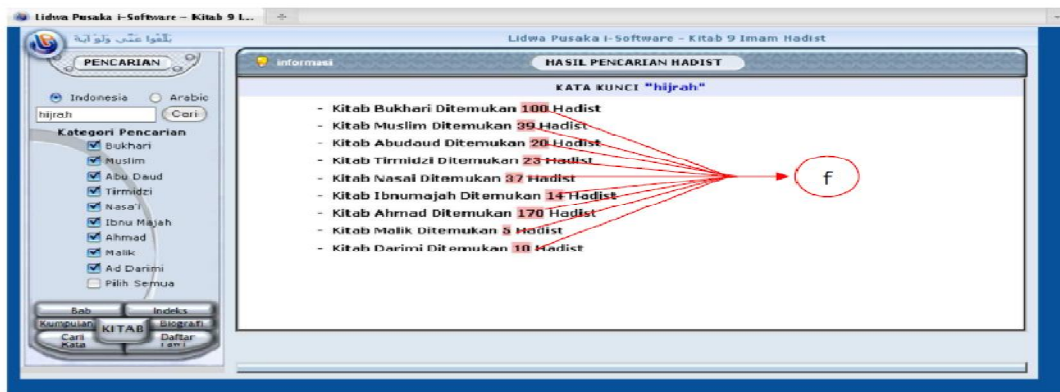 Lidwa Pusaka i-Software – Kitab 9 I...
بلغوا عني ولو آية
Lidwa Pusaka i-Software - Kitab 9 Imam Hadist
PENCARIAN
informasi
HASIL PENCARIAN HADIST
KATA KUNCI "hijrah"
Indonesia
Arabic
hijrah
Cari
Kategori Pencarian
Bukhari
Muslim
Abu Daud
Tirmidzi
Nasa'i
Ibnu Majah
Ahmad
Malik
Ad Darimi
Pilih Semua
- Kitab Bukhari Ditemukan 100 Hadist
- Kitab Muslim Ditemukan 39 Hadist
- Kitab Abudaud Ditemukan 20 Hadist
- Kitab Tirmidzi Ditemukan 23 Hadist
- Kitab Nasai Ditemukan 37 Hadist
- Kitab Ibnumajah Ditemukan 14 Hadist
- Kitab Ahmad Ditemukan 170 Hadist
- Kitab Malik Ditemukan 5 Hadist
- Kitab Darimi Ditemukan 10 Hadist
f
Bab
Indeks
Kumpulan
KITAB
Biografi
Cari Kata
Daftar